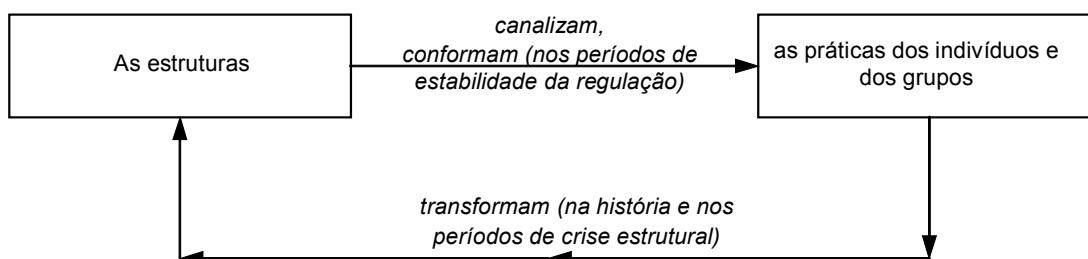 As estruturas
canalizam,
conformam (nos períodos de
estabilidade da regulação)
as práticas dos indivíduos e
dos grupos
transformam (na história e nos
períodos de crise estrutural)